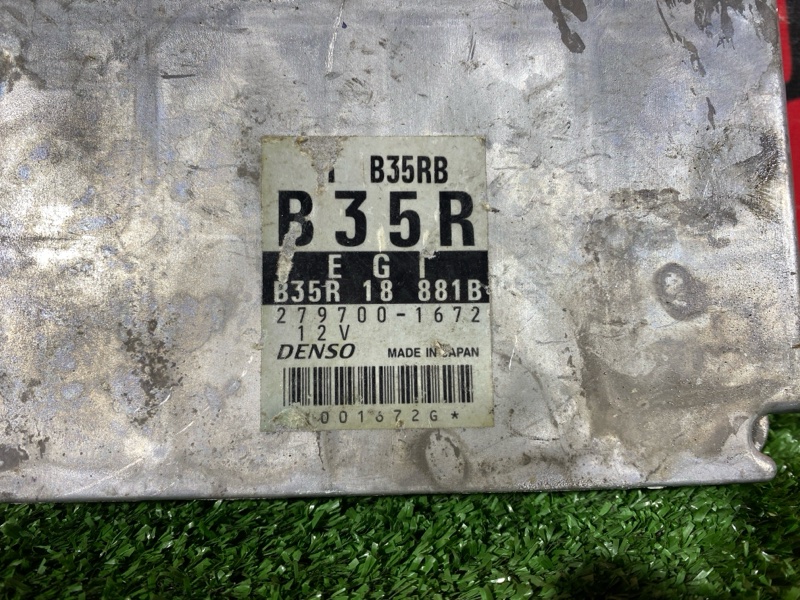 B35RB
B35R
EGI
B35R 18 881B
279700-1672
12V
DENSO MADE IN JAPAN
001672G *